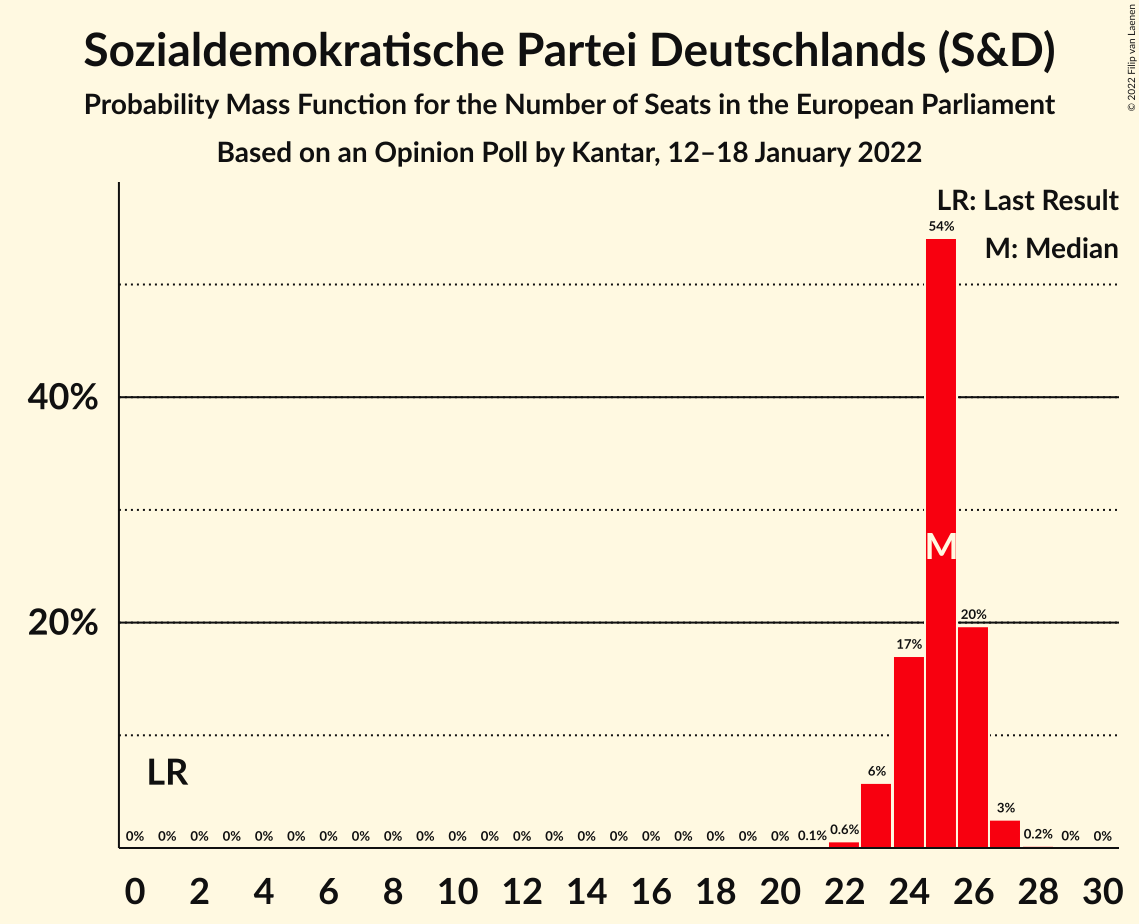 Sozialdemokratische Partei Deutschlands (S&D)
Probability Mass Function for the Number of Seats in the European Parliament
Based on an Opinion Poll by Kantar, 12–18 January 2022
© 2022 Filip van Laenen
LR: Last Result
M: Median
54%
40%
M
20%
20%
17%
LR
6%
3%
0% 0% 0% 0% 0% 0% 0% 0% 0% 0% 0% 0% 0% 0% 0% 0% 0% 0% 0% 0% 0% 0.1% 0.6% 0.2% 0% 0%
0 2 4 6 8 10 12 14 16 18 20 22 24 26 28 30